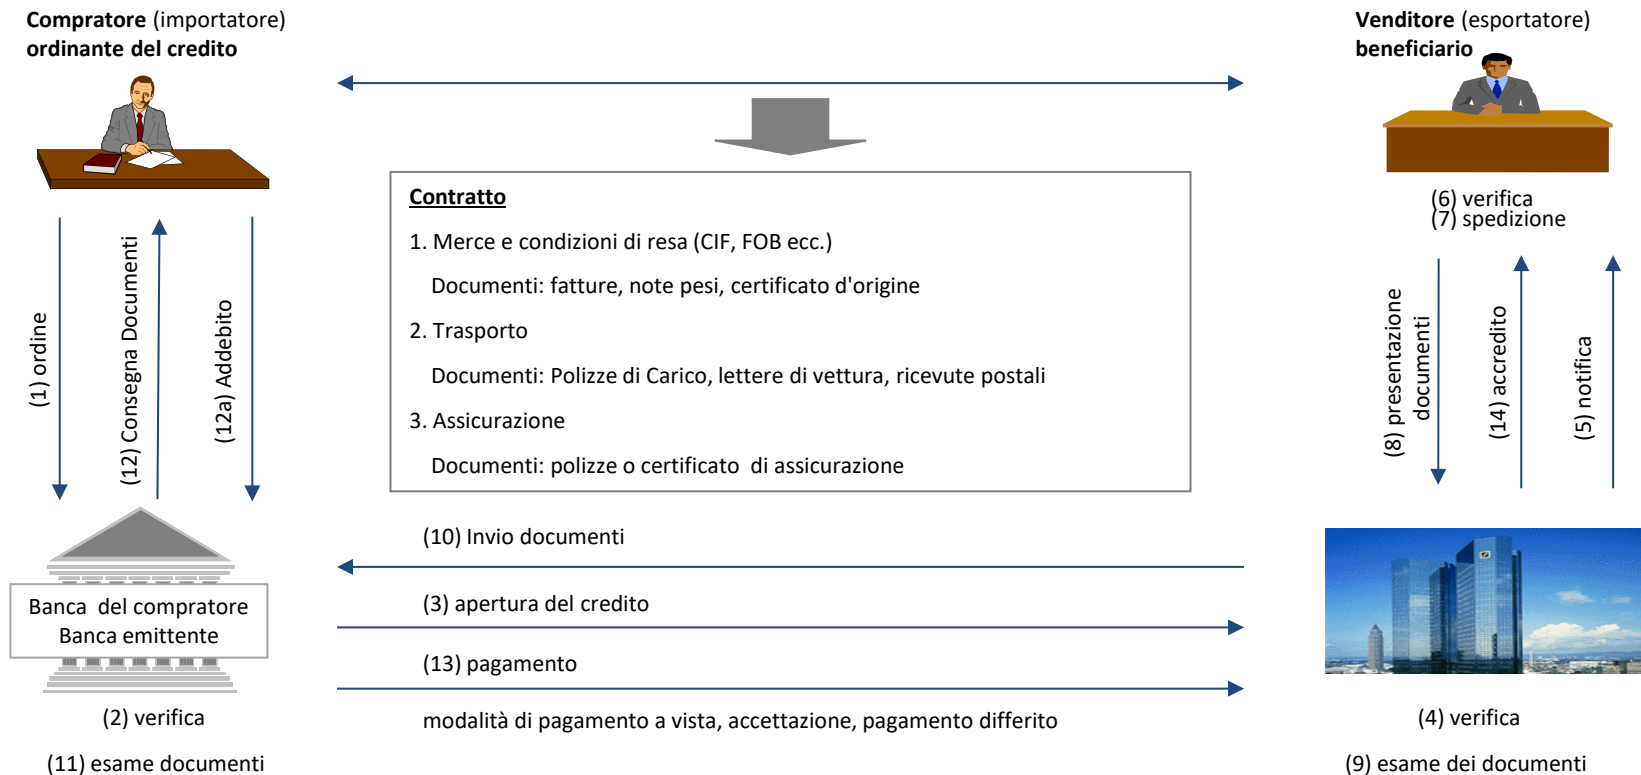 Compratore (importatore)
ordinante del credito
Venditore (esportatore)
beneficiario
(6) verifica
(7) spedizione
Contratto
1. Merce e condizioni di resa (CIF, FOB ecc.)
Documenti: fatture, note pesi, certificato d'origine
2. Trasporto
Documenti: Polizze di Carico, lettere di vettura, ricevute postali
3. Assicurazione
Documenti: polizze o certificato  di assicurazione
(1) ordine
(12) Consegna Documenti
(12a) Addebito
(8) presentazione
documenti
(14) accredito
(5) notifica
(10) Invio documenti
(3) apertura del credito
(13) pagamento
modalità di pagamento a vista, accettazione, pagamento differito
Banca  del compratore
Banca emittente
(2) verifica
(11) esame documenti
(4) verifica
(9) esame dei documenti